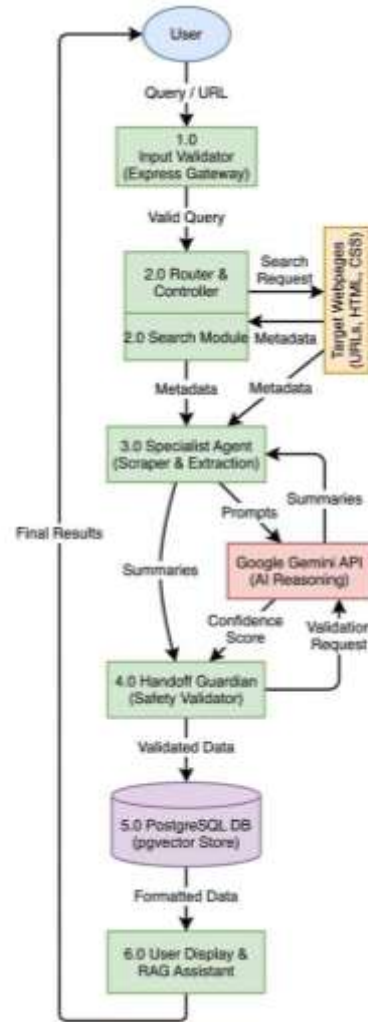 User
Query / URL
1.0
Input Validator
(Express Gateway)
Valid Query
2.0 Router &
Controller
Search
Request
Target Webpages
(URLs, HTML, CSS)
2.0 Search Module
Metadata
Metadata
Metadata
3.0 Specialist Agent
(Scraper & Extraction)
Final Results
Prompts
Summaries
Summaries
Google Gemini API
(AI Reasoning)
Confidence
Score
Validation
Request
4.0 Handoff Guardian
(Safety Validator)
Validated Data
5.0 PostgreSQL DB
(pgvector Store)
Formatted Data
6.0 User Display &
RAG Assistant